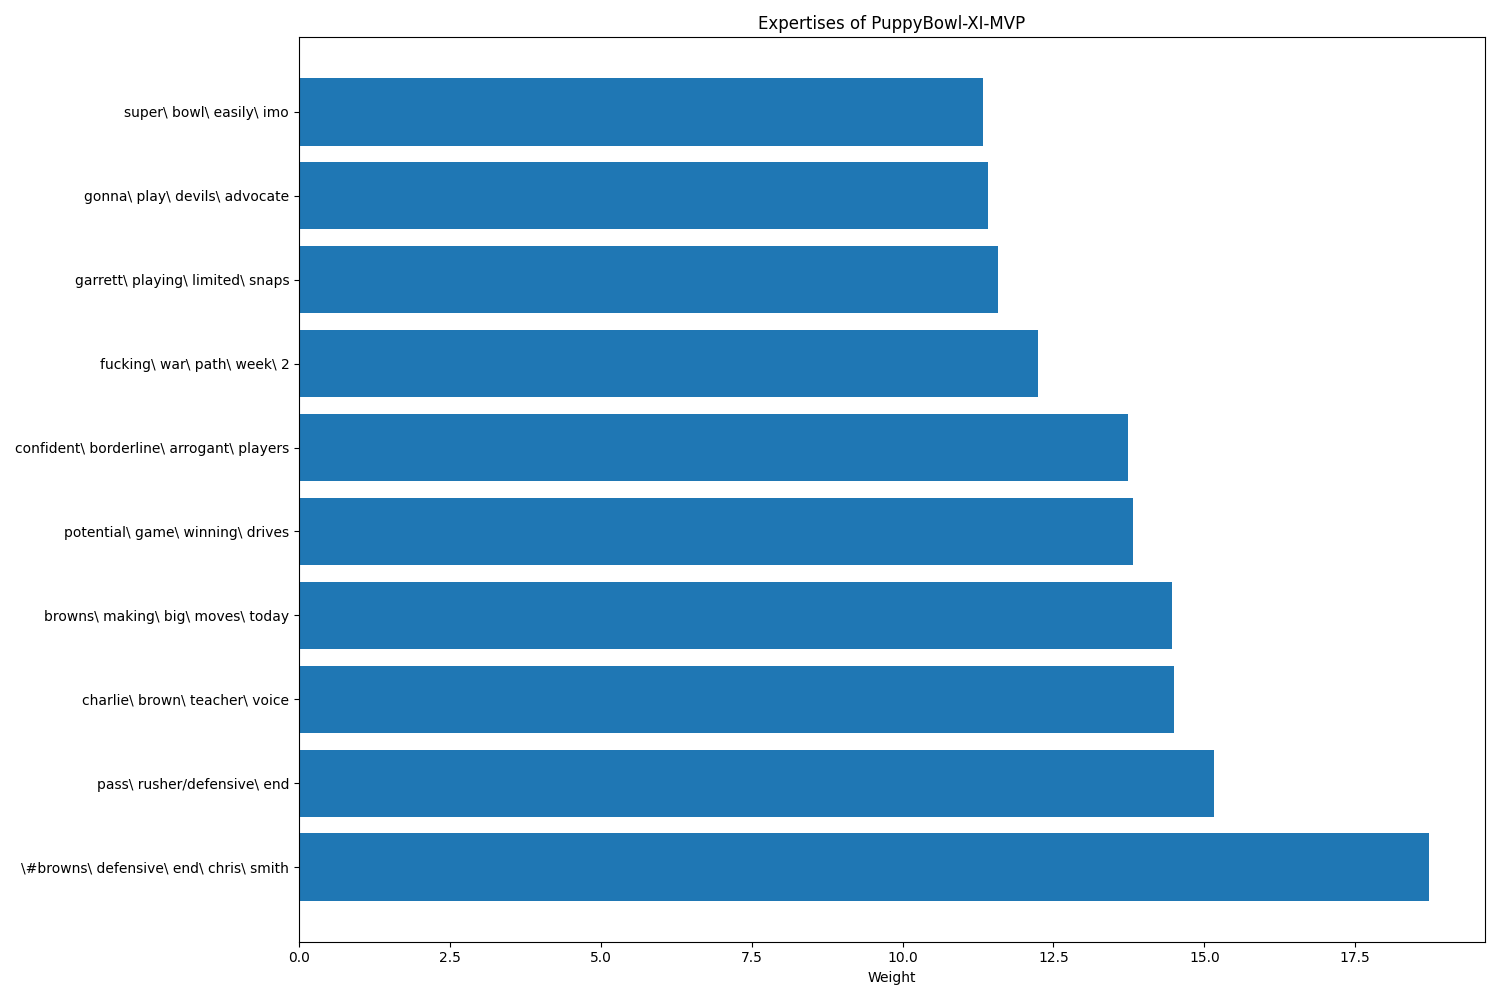 Expertises of PuppyBowl-XI-MVP
super\ bowl\ easily\ imo
gonna\ play\ devils\ advocate
garrett\ playing\ limited\ snaps
fucking\ war\ path\ week\ 2
confident\ borderline\ arrogant\ players
potential\ game\ winning\ drives
browns\ making\ big\ moves\ today
charlie\ brown\ teacher\ voice
pass\ rusher/defensive\ end
\#browns\ defensive\ end\ chris\ smith
0.0 2.5 5.0 7.5 10.0 12.5 15.0 17.5
Weight